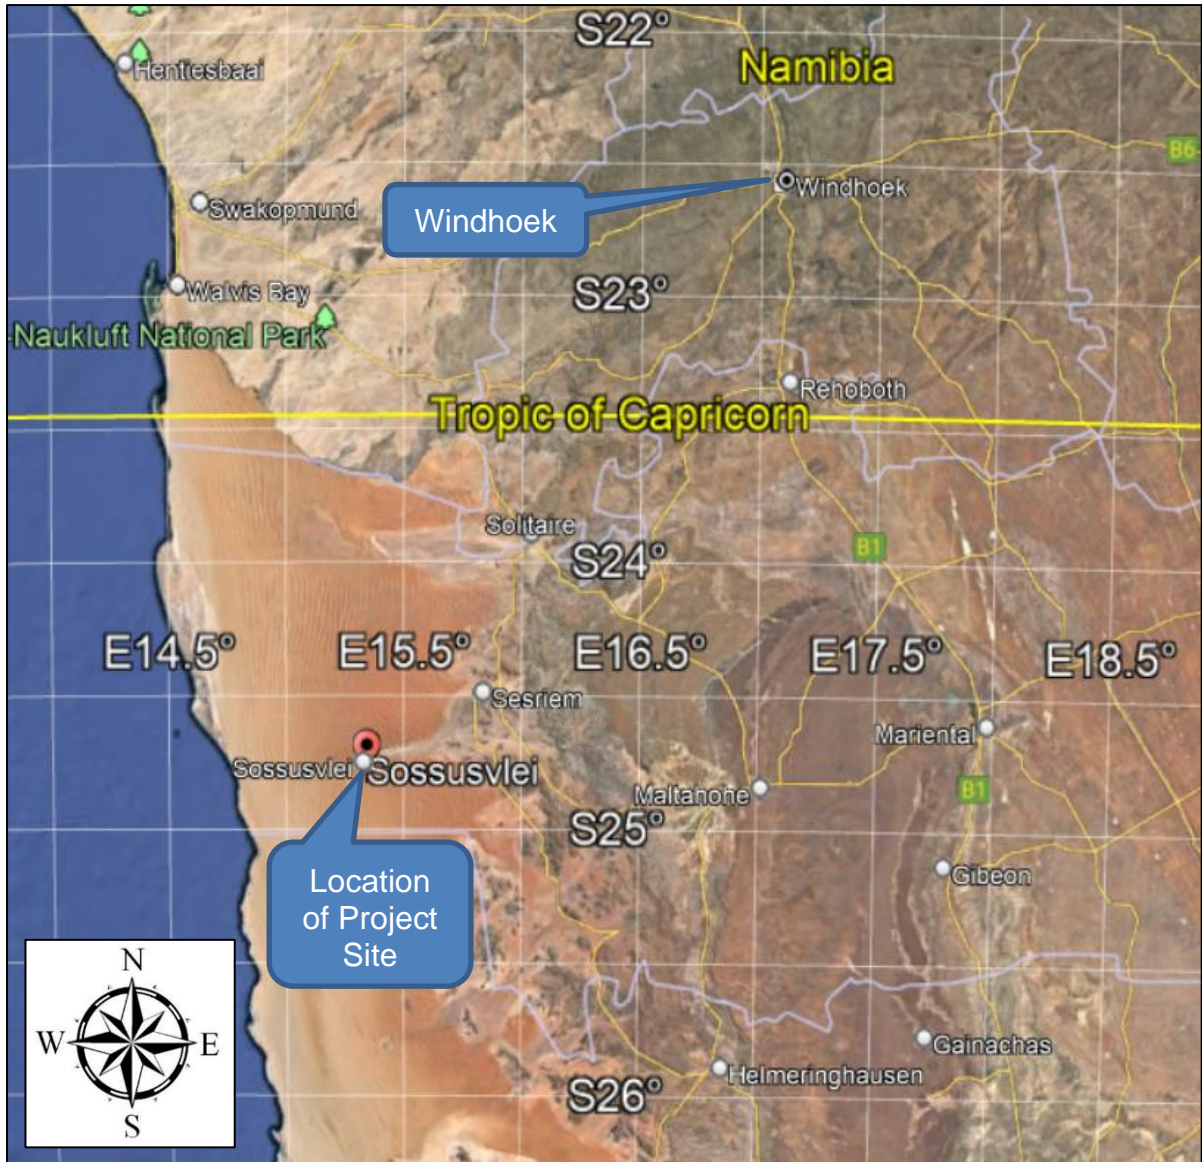 S22°
Namibia
Hentiesbaai
B6
Windhoek
Windhoek
Swakopmund
Walvis Bay
S23°
-Naukluft National Park
Rehoboth
Tropic of Capricorn
Solitaire
B1
S24°
E14.5°
E15.5°
E16.5°
E17.5°
E18.5°
Sesriem
Mariental
Sossusvlei
Sossusvlei
Maltahohe
B1
S25°
Location
of Project
Site
Gibeon
N
W
E
S
Gainachas
Helmeringhausen
S26°